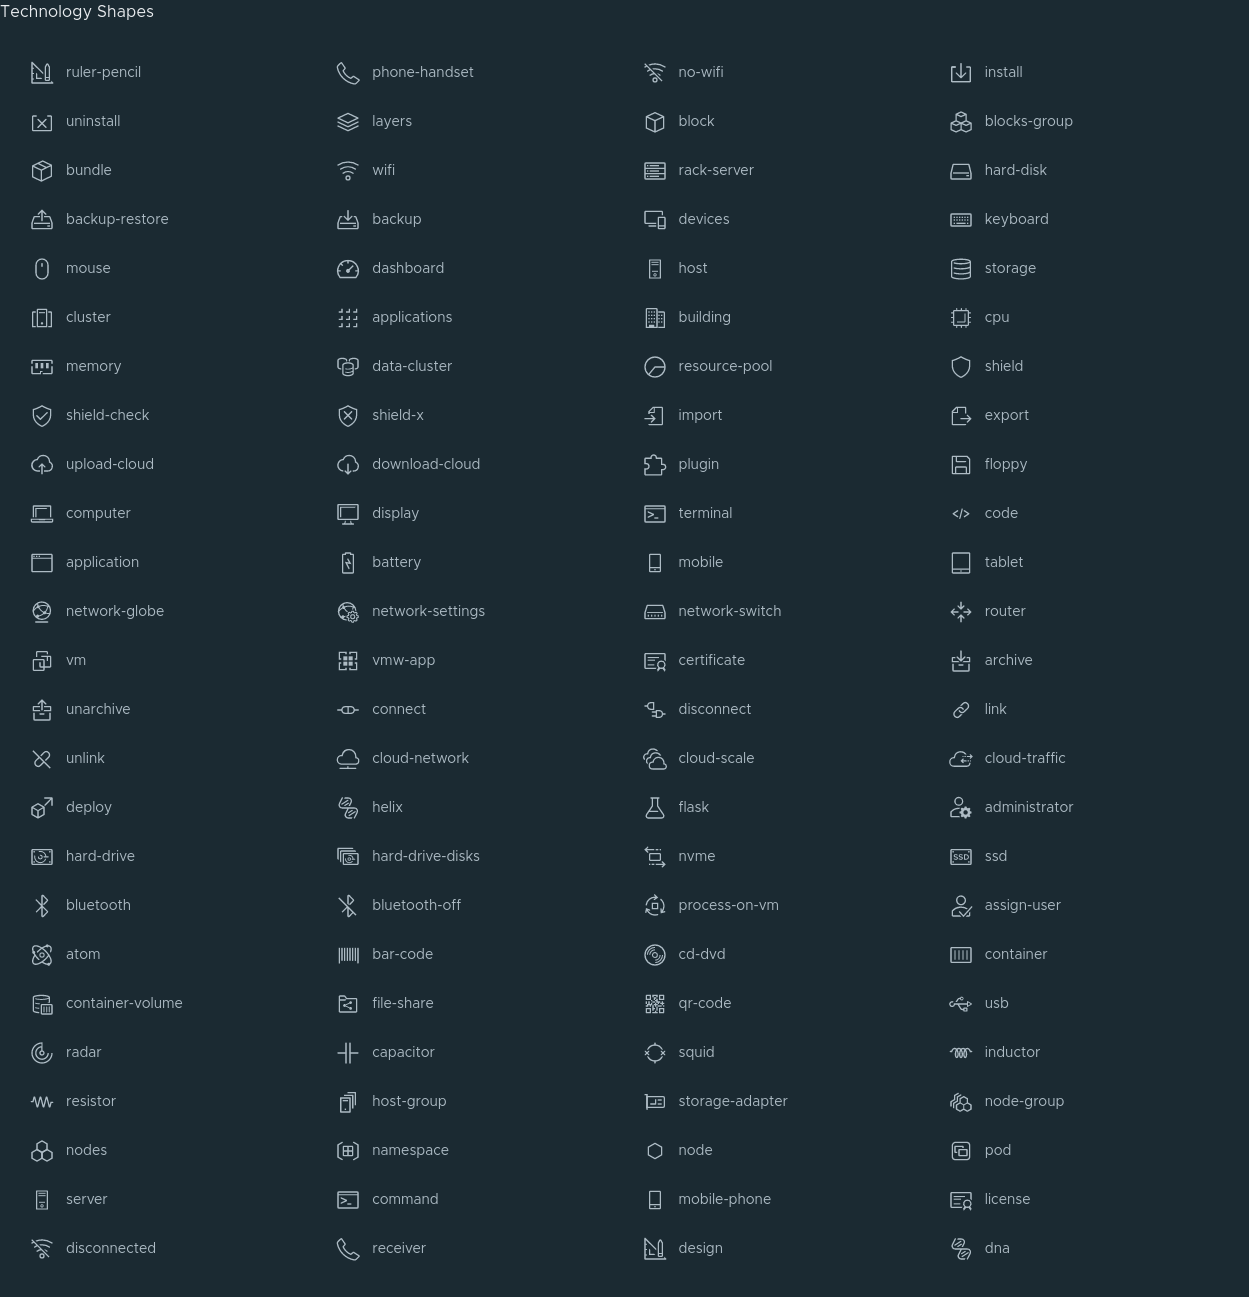 Technology Shapes
ruler-pencil phone-handset no-wifi install
uninstall layers block blocks-group
bundle wifi rack-server hard-disk
backup-restore backup devices keyboard
mouse dashboard host storage
cluster applications building cpu
memory data-cluster resource-pool shield
shield-check shield-x import export
upload-cloud download-cloud plugin floppy
computer display terminal code
application battery mobile tablet
network-globe network-settings network-switch router
vm vmw-app certificate archive
unarchive connect disconnect link
unlink cloud-network cloud-scale cloud-traffic
deploy helix flask administrator
hard-drive hard-drive-disks nvme SSD ssd
bluetooth bluetooth-off process-on-vm assign-user
atom bar-code cd-dvd container
container-volume file-share qr-code usb
radar capacitor squid inductor
resistor host-group storage-adapter node-group
nodes namespace node pod
server command mobile-phone license
disconnected receiver design dna